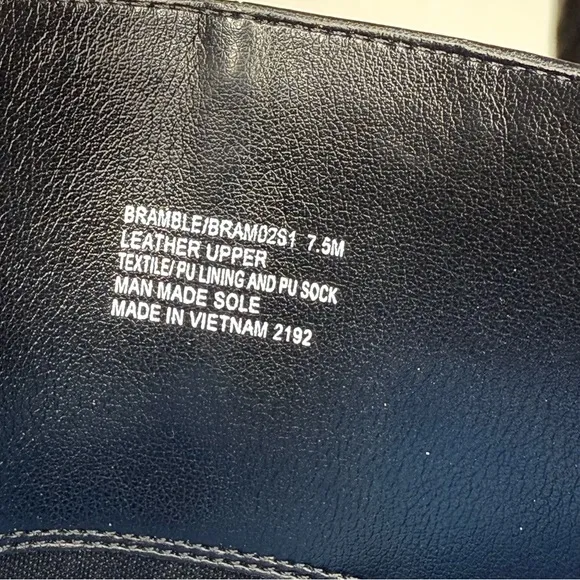 BRAMBLE/BRAM02S1 7.5M
LEATHER UPPER
TEXTILE/ PU LINING AND PU SOCK
MAN MADE SOLE
MADE IN VIETNAM 2192